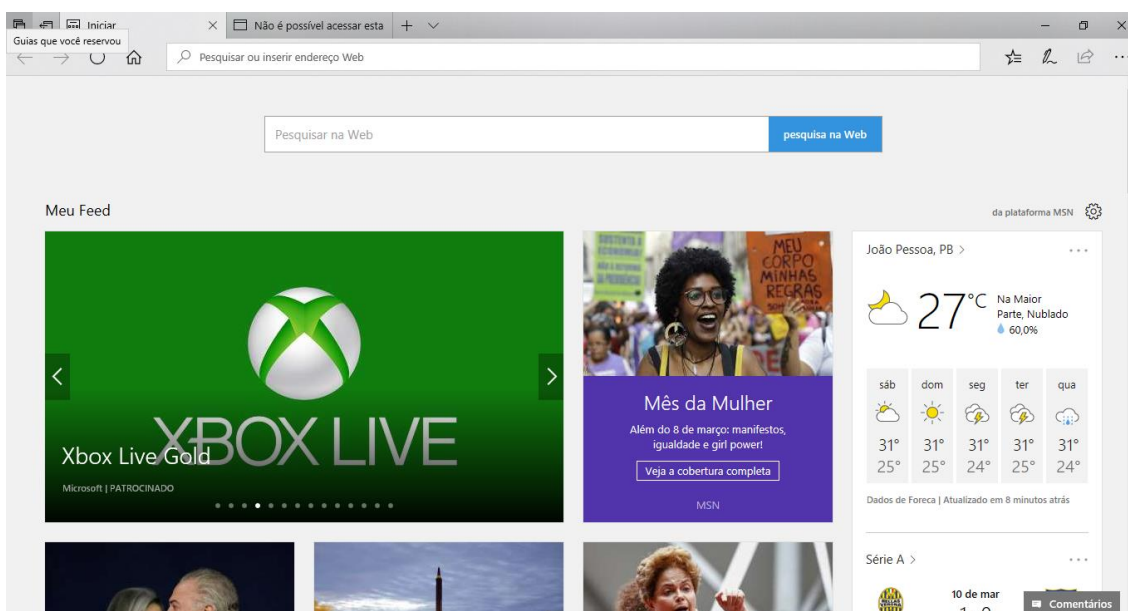 Iniciar
Não é possível acessar esta
Guias que você reservou
Pesquisar ou inserir endereço Web
Pesquisar na Web
pesquisa na Web
Meu Feed
da plataforma MSN
XBOX LIVE
Xbox Live Gold
Microsoft | PATROCINADO
MEU
CORPO
MINHAS
REGRAS
Mês da Mulher
Além do 8 de março: manifestos,
igualdade e girl power!
Veja a cobertura completa
MSN
João Pessoa, PB >
27°C
Na Maior
Parte, Nublado
60,0%
sáb dom seg ter qua
31° 31° 31° 31° 31°
25° 25° 24° 25° 24°
Dados de Foreca | Atualizado em 8 minutos atrás
Série A >
10 de mar
Comentários